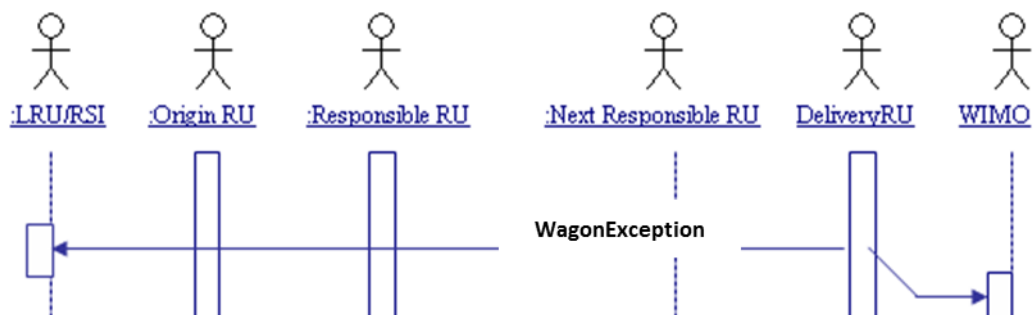 :LRU/RSI :Origin RU :Responsible RU :Next Responsible RU DeliveryRU WIMO
WagonException